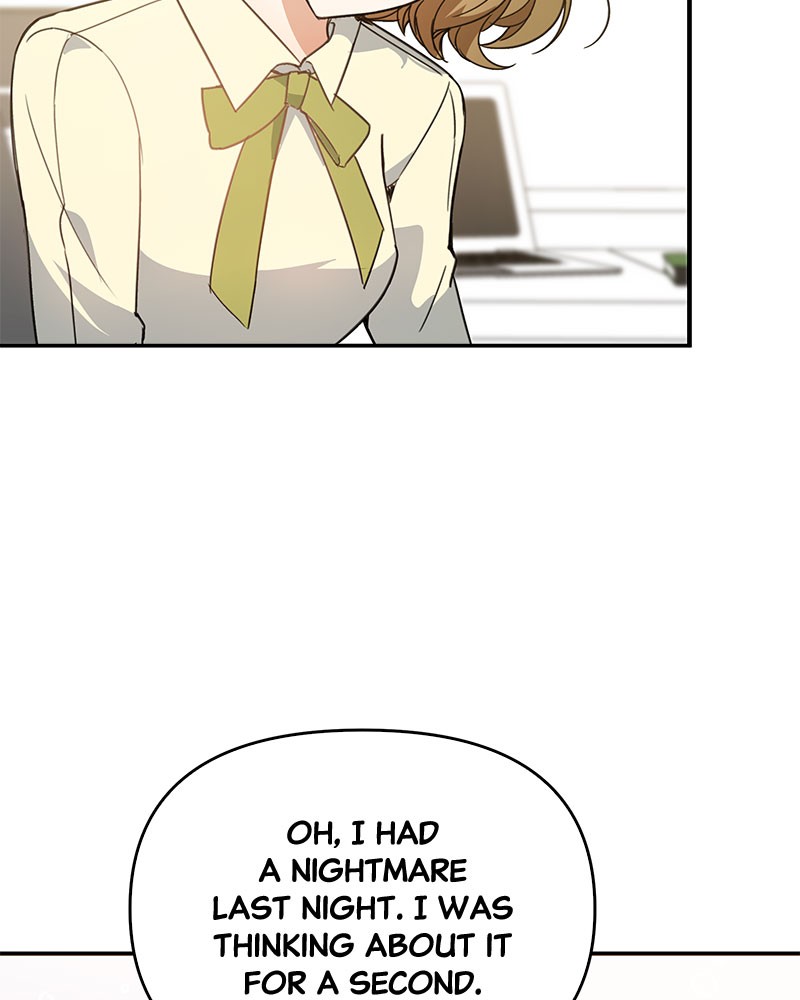 OH, I HAD
A NIGHTMARE
LAST NIGHT. I WAS
THINKING ABOUT IT
FOR A SECOND.